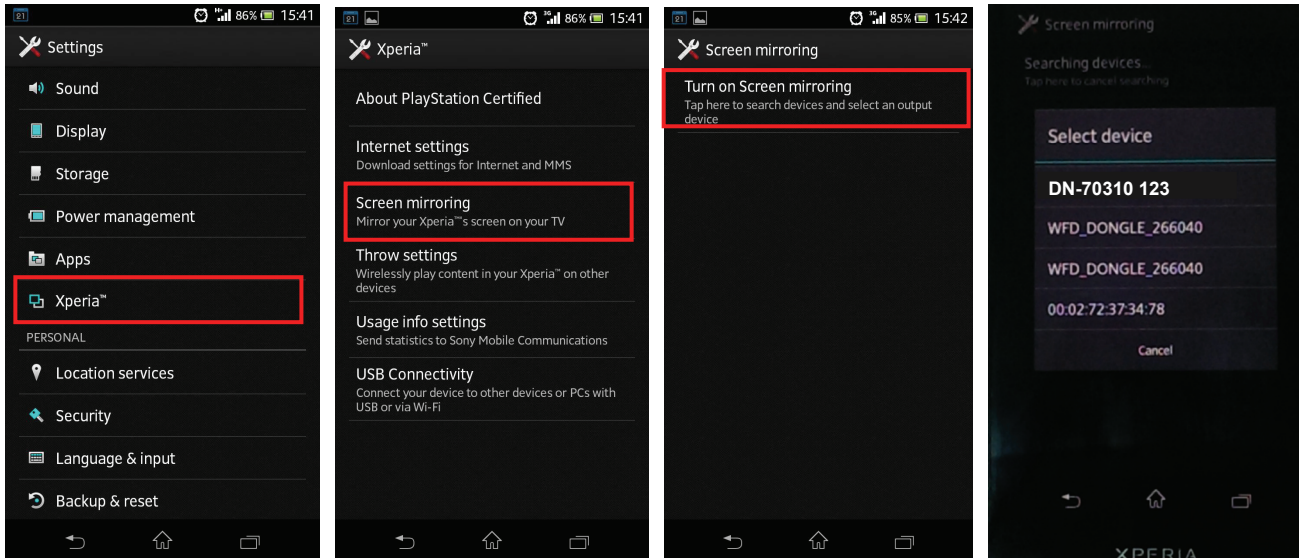 21
H
86%
15:41
Settings
Sound
Display
Storage
Power management
Apps
Xperia™
PERSONAL
Location services
Security
Language & input
Backup & reset
21
3G
86%
15:41
Xperia™
About PlayStation Certified
Internet settings
Download settings for Internet and MMS
Screen mirroring
Mirror your Xperia™'s screen on your TV
Throw settings
Wirelessly play content in your Xperia™ on other
devices
Usage info settings
Send statistics to Sony Mobile Communications
USB Connectivity
Connect your device to other devices or PCs with
USB or via Wi-Fi
21
3G
85%
15:42
Screen mirroring
Turn on Screen mirroring
Tap here to search devices and select an output
device
Screen mirroring
Searching devices...
Tap here to cancel searching
Select device
DN-70310 123
WFD_DONGLE_266040
WFD_DONGLE_266040
00:02:72:37:34:78
Cancel
XPERIA